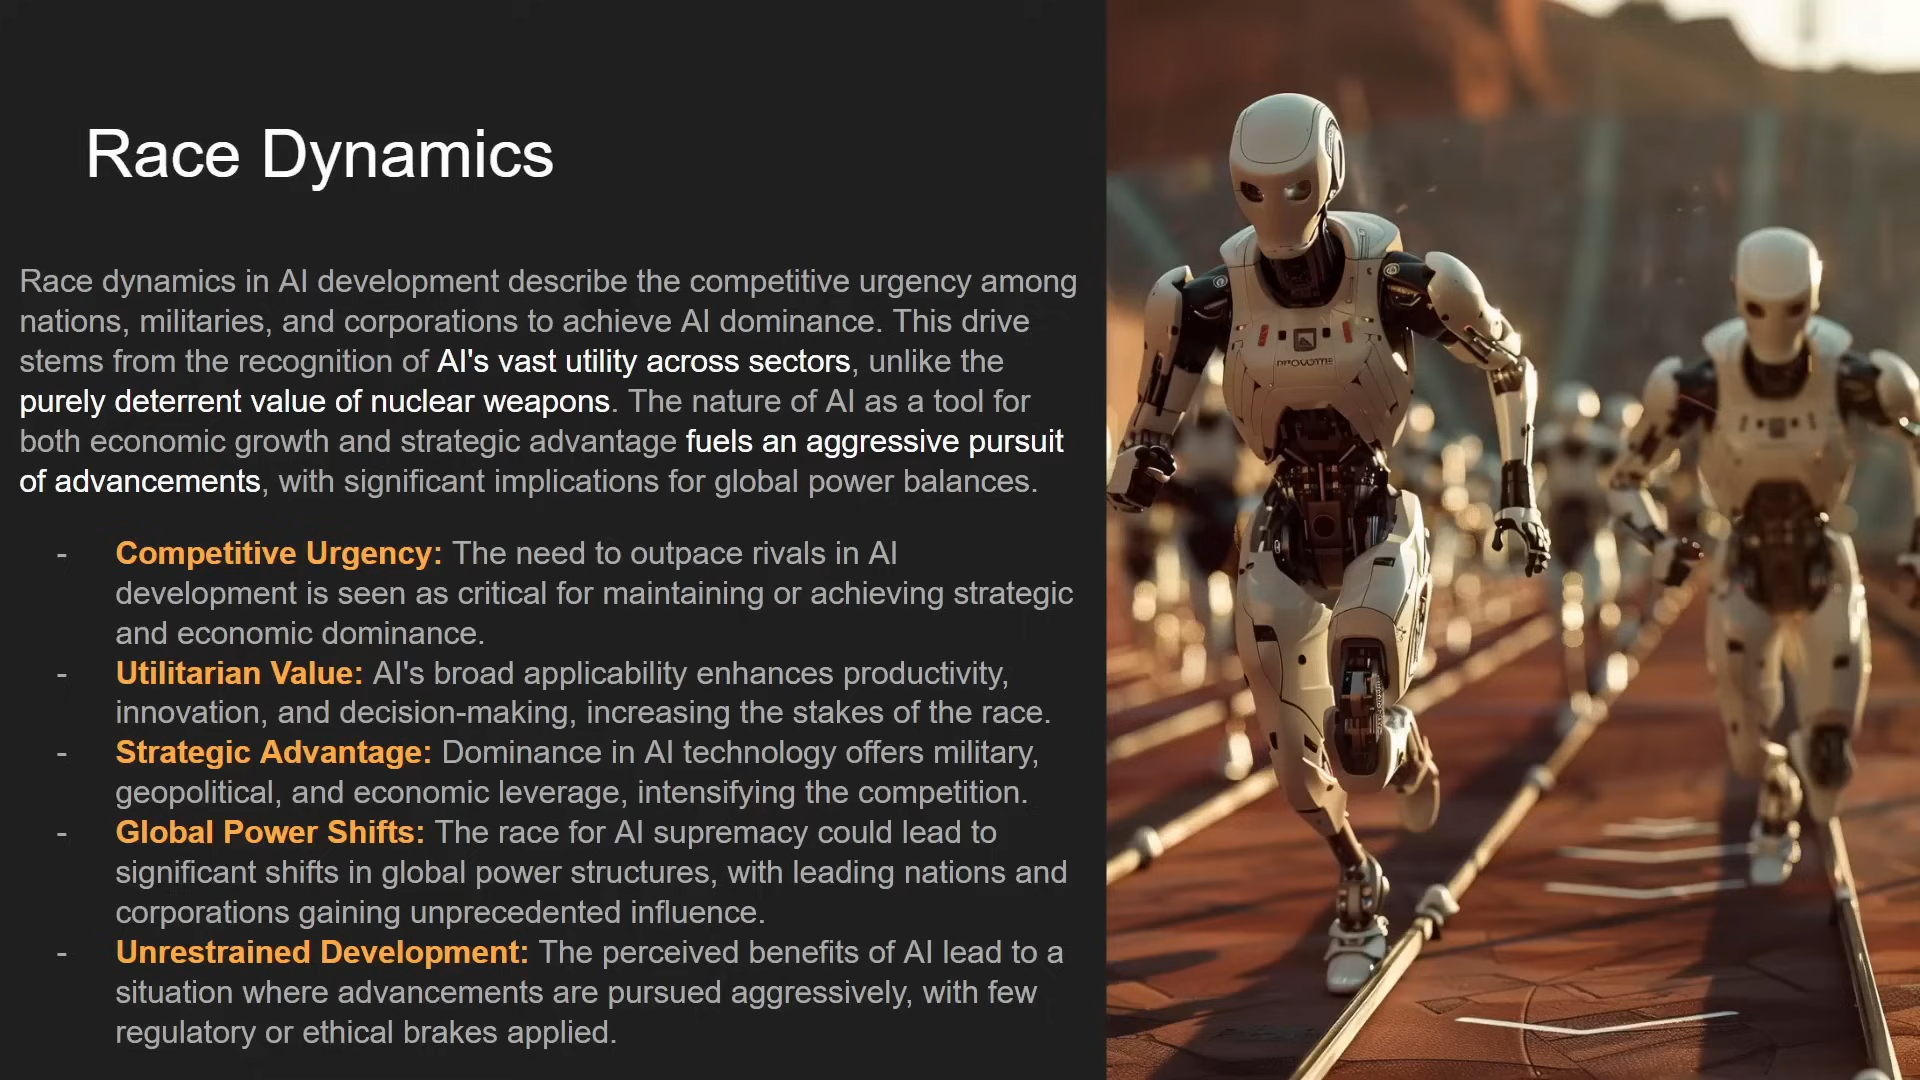 Race Dynamics
Race dynamics in AI development describe the competitive urgency among
nations, militaries, and corporations to achieve AI dominance. This drive
stems from the recognition of AI's vast utility across sectors, unlike the
purely deterrent value of nuclear weapons. The nature of AI as a tool for
both economic growth and strategic advantage fuels an aggressive pursuit
of advancements, with significant implications for global power balances.
- Competitive Urgency: The need to outpace rivals in AI
development is seen as critical for maintaining or achieving strategic
and economic dominance.
- Utilitarian Value: AI's broad applicability enhances productivity,
innovation, and decision-making, increasing the stakes of the race.
- Strategic Advantage: Dominance in AI technology offers military,
geopolitical, and economic leverage, intensifying the competition.
- Global Power Shifts: The race for AI supremacy could lead to
significant shifts in global power structures, with leading nations and
corporations gaining unprecedented influence.
- Unrestrained Development: The perceived benefits of AI lead to a
situation where advancements are pursued aggressively, with few
regulatory or ethical brakes applied.